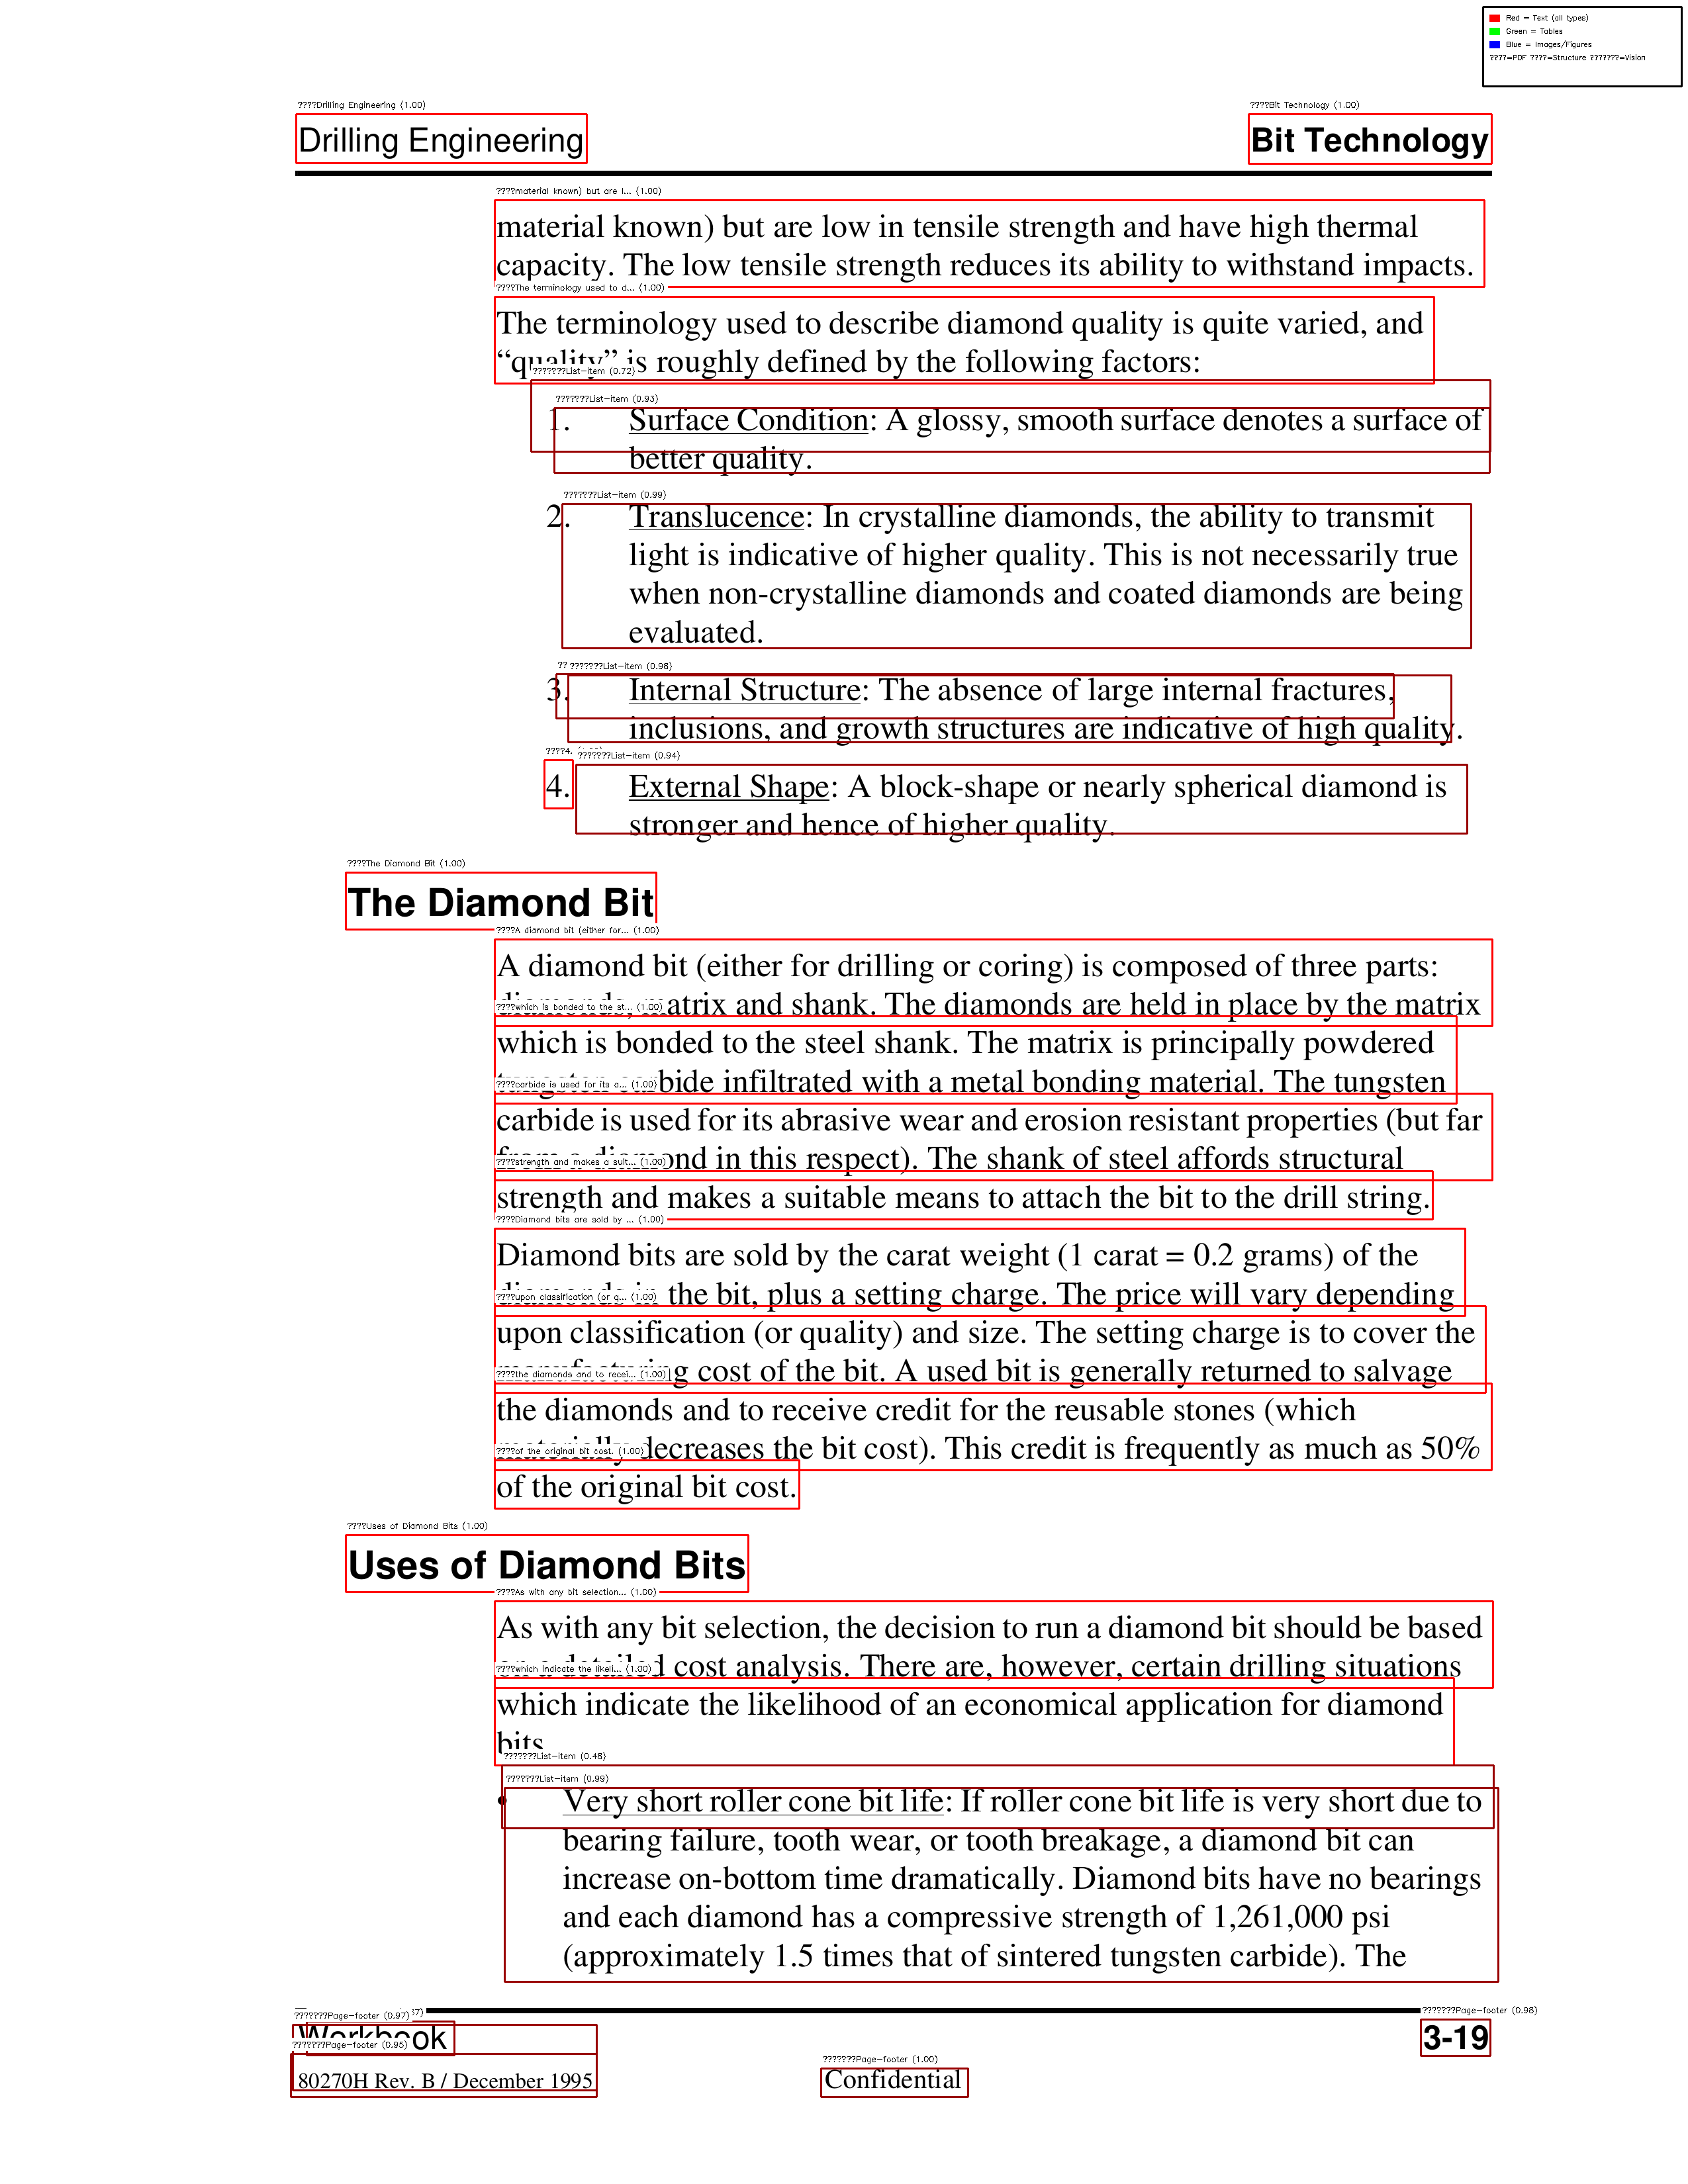 Red = Text (all types)
Green = Tables
Blue = Images/Figures
????=PDF ????=Structure ???????=Vision
????Drilling Engineering (1.00)
????Bit Technology (1.00)
Drilling Engineering
Bit Technology
????material known) but are l... (1.00)
material known) but are low in tensile strength and have high thermal
capacity. The low tensile strength reduces its ability to withstand impacts.
????The terminology used to d... (1.00)
The terminology used to describe diamond quality is quite varied, and
“quality” is roughly defined by the following factors:
???????List-item (0.72)
???????List-item (0.93)
1. Surface Condition: A glossy, smooth surface denotes a surface of
better quality.
???????List-item (0.99)
2. Translucence: In crystalline diamonds, the ability to transmit
light is indicative of higher quality. This is not necessarily true
when non-crystalline diamonds and coated diamonds are being
evaluated.
?? ???????List-item (0.98)
3. Internal Structure: The absence of large internal fractures,
inclusions, and growth structures are indicative of high quality.
????4.
???????List-item (0.94)
4. External Shape: A block-shape or nearly spherical diamond is
stronger and hence of higher quality.
????The Diamond Bit (1.00)
The Diamond Bit
????A diamond bit (either for... (1.00)
A diamond bit (either for drilling or coring) is composed of three parts:
matrix and shank. The diamonds are held in place by the matrix
????which is bonded to the st... (1.00)
which is bonded to the steel shank. The matrix is principally powdered
carbide infiltrated with a metal bonding material. The tungsten
????carbide is used for its a... (1.00)
carbide is used for its abrasive wear and erosion resistant properties (but far
from a diamond in this respect). The shank of steel affords structural
????strength and makes a suit... (1.00)
strength and makes a suitable means to attach the bit to the drill string.
????Diamond bits are sold by ... (1.00)
Diamond bits are sold by the carat weight (1 carat = 0.2 grams) of the
diamonds in the bit, plus a setting charge. The price will vary depending
????upon classification (or q... (1.00)
upon classification (or quality) and size. The setting charge is to cover the
manufacturing cost of the bit. A used bit is generally returned to salvage
????the diamonds and to recei... (1.00)
the diamonds and to receive credit for the reusable stones (which
materially decreases the bit cost). This credit is frequently as much as 50%
????of the original bit cost. (1.00)
of the original bit cost.
????Uses of Diamond Bits (1.00)
Uses of Diamond Bits
????As with any bit selection... (1.00)
As with any bit selection, the decision to run a diamond bit should be based
on a detailed cost analysis. There are, however, certain drilling situations
????which indicate the likeli... (1.00)
which indicate the likelihood of an economical application for diamond
bits
???????List-item (0.48)
???????List-item (0.99)
• Very short roller cone bit life: If roller cone bit life is very short due to
bearing failure, tooth wear, or tooth breakage, a diamond bit can
increase on-bottom time dramatically. Diamond bits have no bearings
and each diamond has a compressive strength of 1,261,000 psi
(approximately 1.5 times that of sintered tungsten carbide). The
???????Page-footer (0.97)
???????Page-footer (0.98)
Workbook
3-19
???????Page-footer (0.95)
???????Page-footer (1.00)
80270H Rev. B / December 1995
Confidential